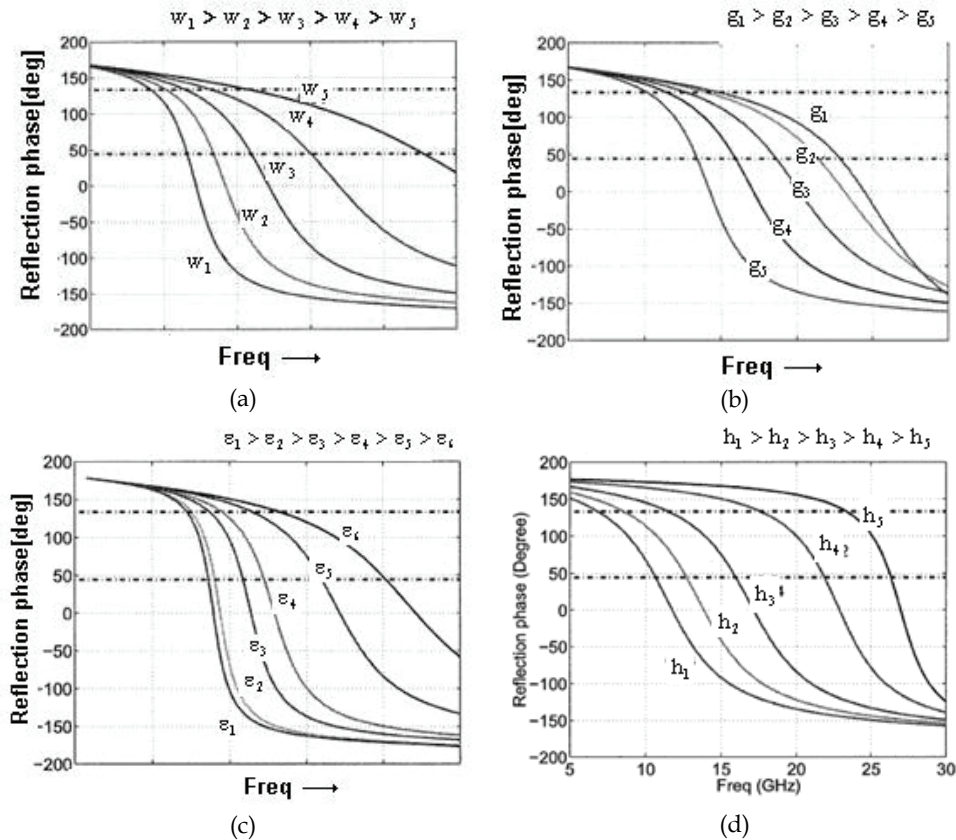 w₁ > w₂ > w₃ > w₄ > w₅
g₁ > g₂ > g₃ > g₄ > g₅
Reflection phase[deg]
200
150
100
50
0
−50
−100
−150
−200
w₅
w₄
w₃
w₂
w₁
Freq →
(a)
Reflection phase[deg]
200
150
100
50
0
−50
−100
−150
−200
g₁
g₂
g₃
g₄
g₅
Freq →
(b)
ε₁ > ε₂ > ε₃ > ε₄ > ε₅ > ε₆
h₁ > h₂ > h₃ > h₄ > h₅
Reflection phase[deg]
200
150
100
50
0
−50
−100
−150
−200
ε₆
ε₅
ε₄
ε₃
ε₂
ε₁
Freq →
(c)
Reflection phase (Degree)
200
150
100
50
0
−50
−100
−150
−200
h₅
h₄
h₃
h₂
h₁
5 10 15 20 25 30
Freq (GHz)
(d)